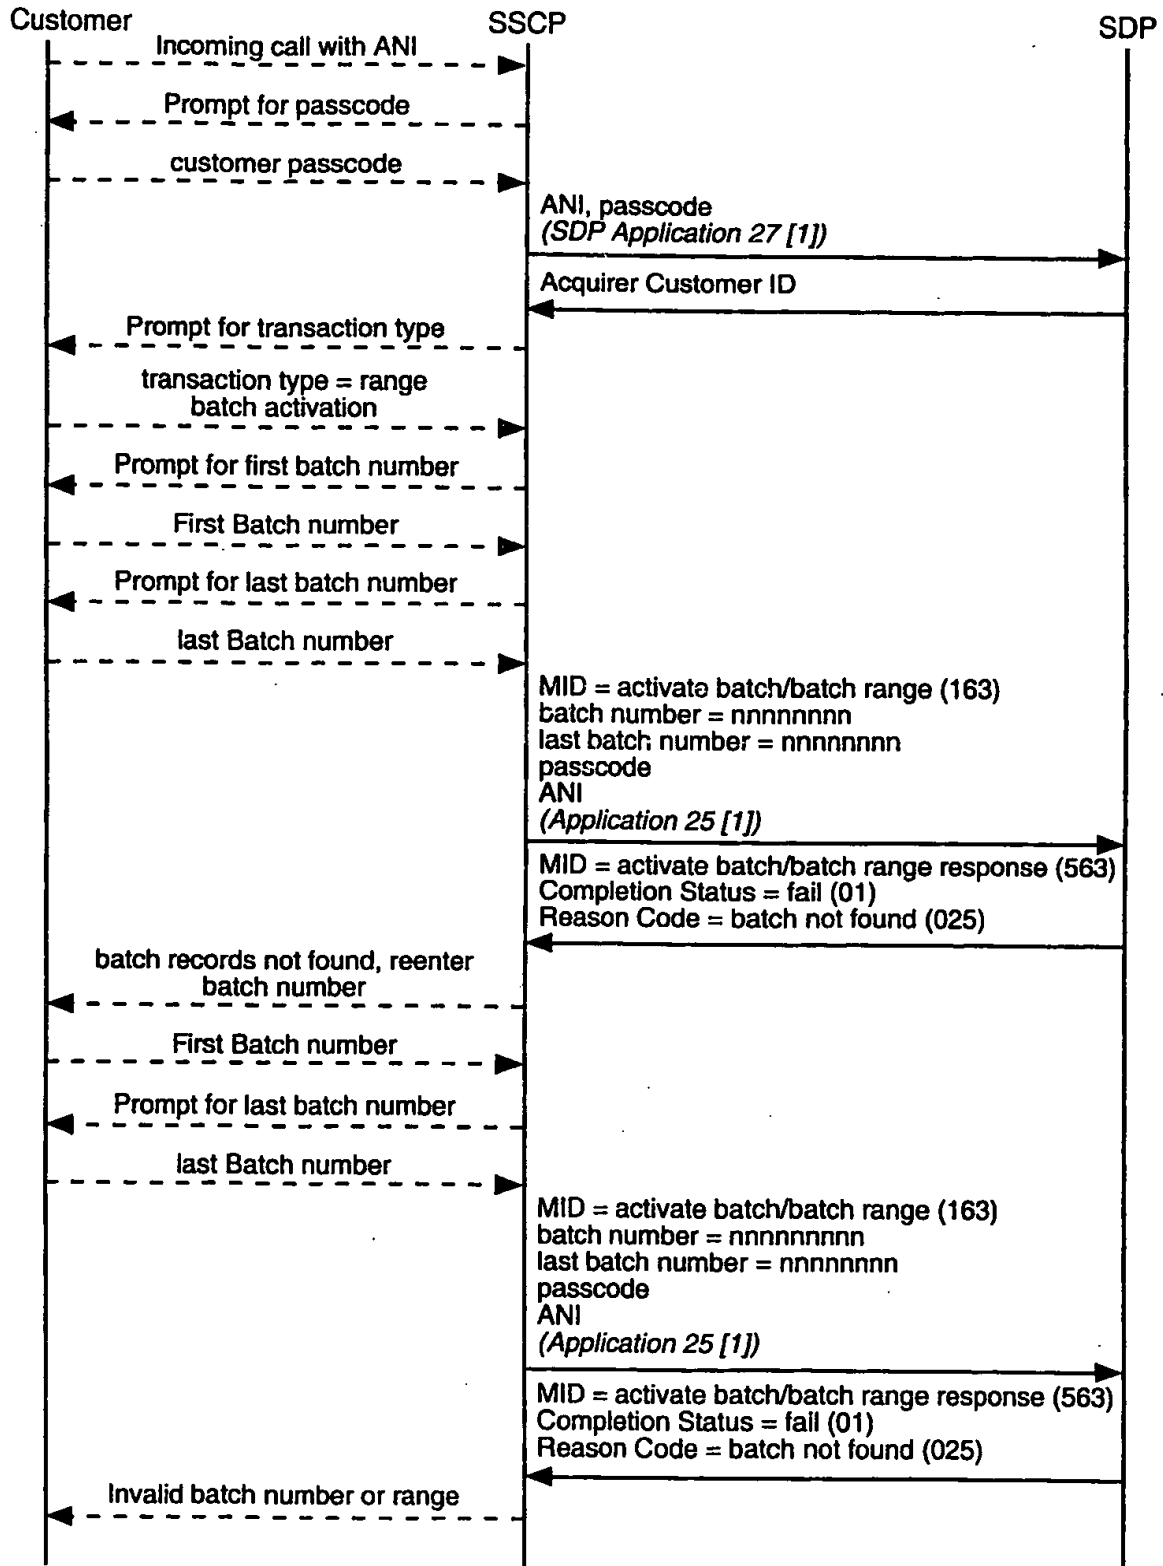 Customer
SSCP
SDP
Incoming call with ANI
Prompt for passcode
customer passcode
ANI, passcode
(SDP Application 27 [1])
Acquirer Customer ID
Prompt for transaction type
transaction type = range
batch activation
Prompt for first batch number
First Batch number
Prompt for last batch number
last Batch number
MID = activate batch/batch range (163)
batch number = nnnnnnnnn
last batch number = nnnnnnnnn
passcode
ANI
(Application 25 [1])
MID = activate batch/batch range response (563)
Completion Status = fail (01)
Reason Code = batch not found (025)
batch records not found, reenter
batch number
First Batch number
Prompt for last batch number
last Batch number
MID = activate batch/batch range (163)
batch number = nnnnnnnnnn
last batch number = nnnnnnnnn
passcode
ANI
(Application 25 [1])
MID = activate batch/batch range response (563)
Completion Status = fail (01)
Reason Code = batch not found (025)
Invalid batch number or range